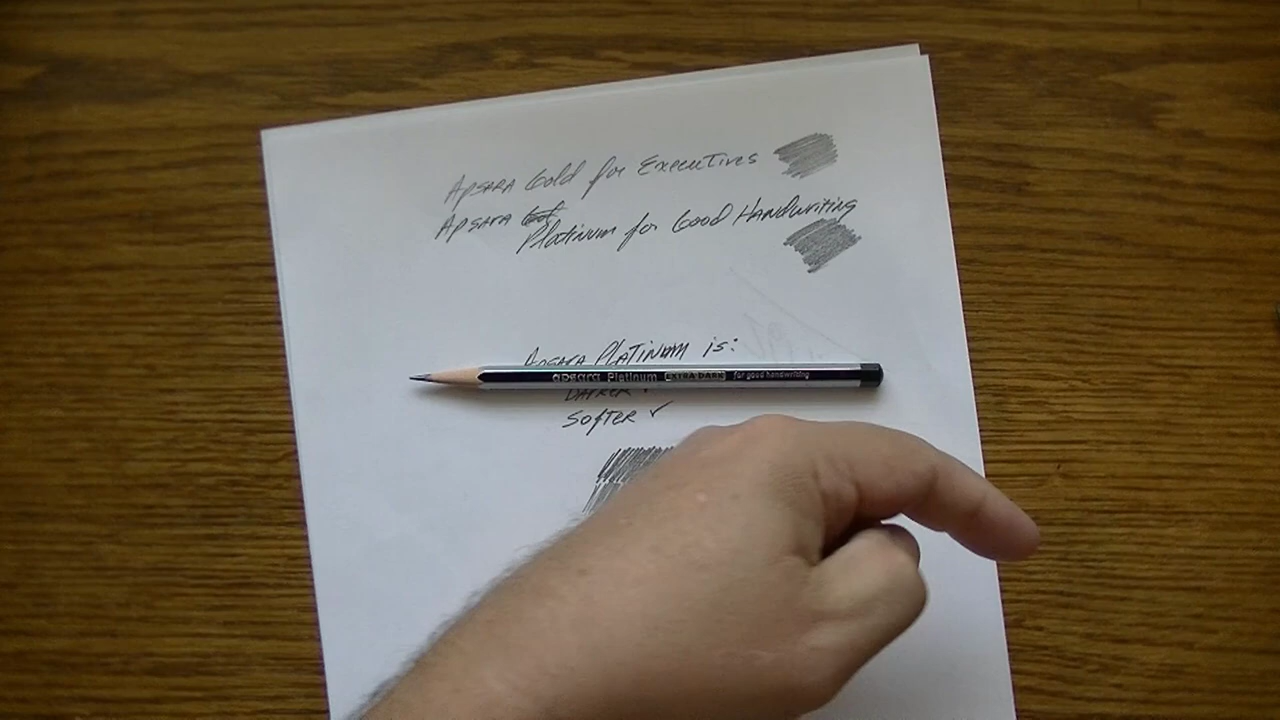 Apsara Gold for Executives
Apsara
Platinum for Good Handwriting
Apsara Platinum is:
apsara Platinum EXTRA DARK for good handwriting
Darker
Softer ✓